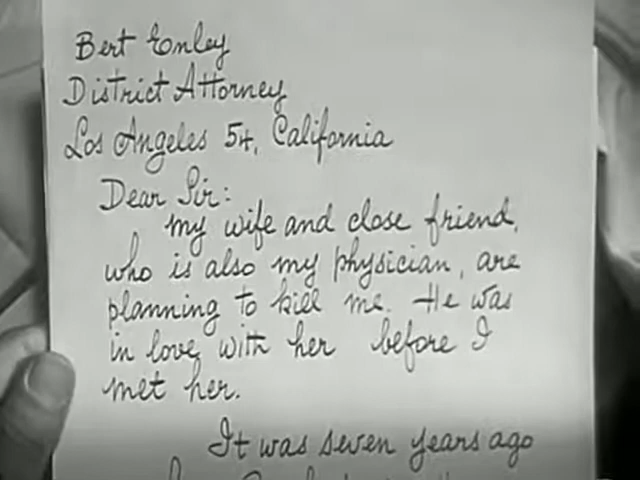 Bert Enley
District Attorney
Los Angeles 54, California
Dear Sir:
My wife and close friend,
who is also my physician, are
planning to kill me. He was
in love with her before I
met her.
It was seven years ago